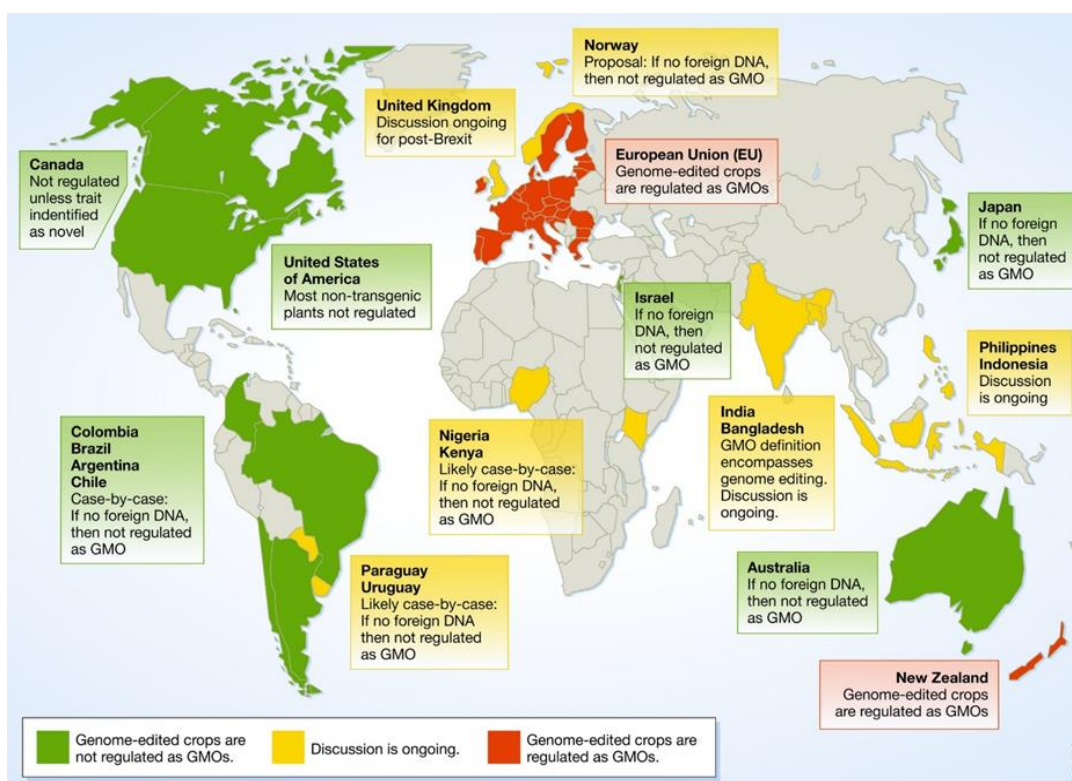 Norway
Proposal: If no foreign DNA,
then not regulated as GMO
United Kingdom
Discussion ongoing
for post-Brexit
European Union (EU)
Genome-edited crops
are regulated as GMOs
Canada
Not regulated
unless trait
indentified
as novel
United States
of America
Most non-transgenic
plants not regulated
Japan
If no foreign
DNA, then
not regulated
as GMO
Israel
If no foreign
DNA, then
not regulated
as GMO
Philippines
Indonesia
Discussion
is ongoing
Colombia
Brazil
Argentina
Chile
Case-by-case:
If no foreign DNA,
then not regulated
as GMO
Nigeria
Kenya
Likely case-by-case:
If no foreign DNA,
then not regulated
as GMO
India
Bangladesh
GMO definition
encompasses
genome editing.
Discussion is
ongoing.
Paraguay
Uruguay
Likely case-by-case:
If no foreign DNA
then not regulated
as GMO
Australia
If no foreign DNA,
then not regulated
as GMO
New Zealand
Genome-edited crops
are regulated as GMOs
Genome-edited crops are
not regulated as GMOs.
Discussion is ongoing.
Genome-edited crops are
regulated as GMOs.